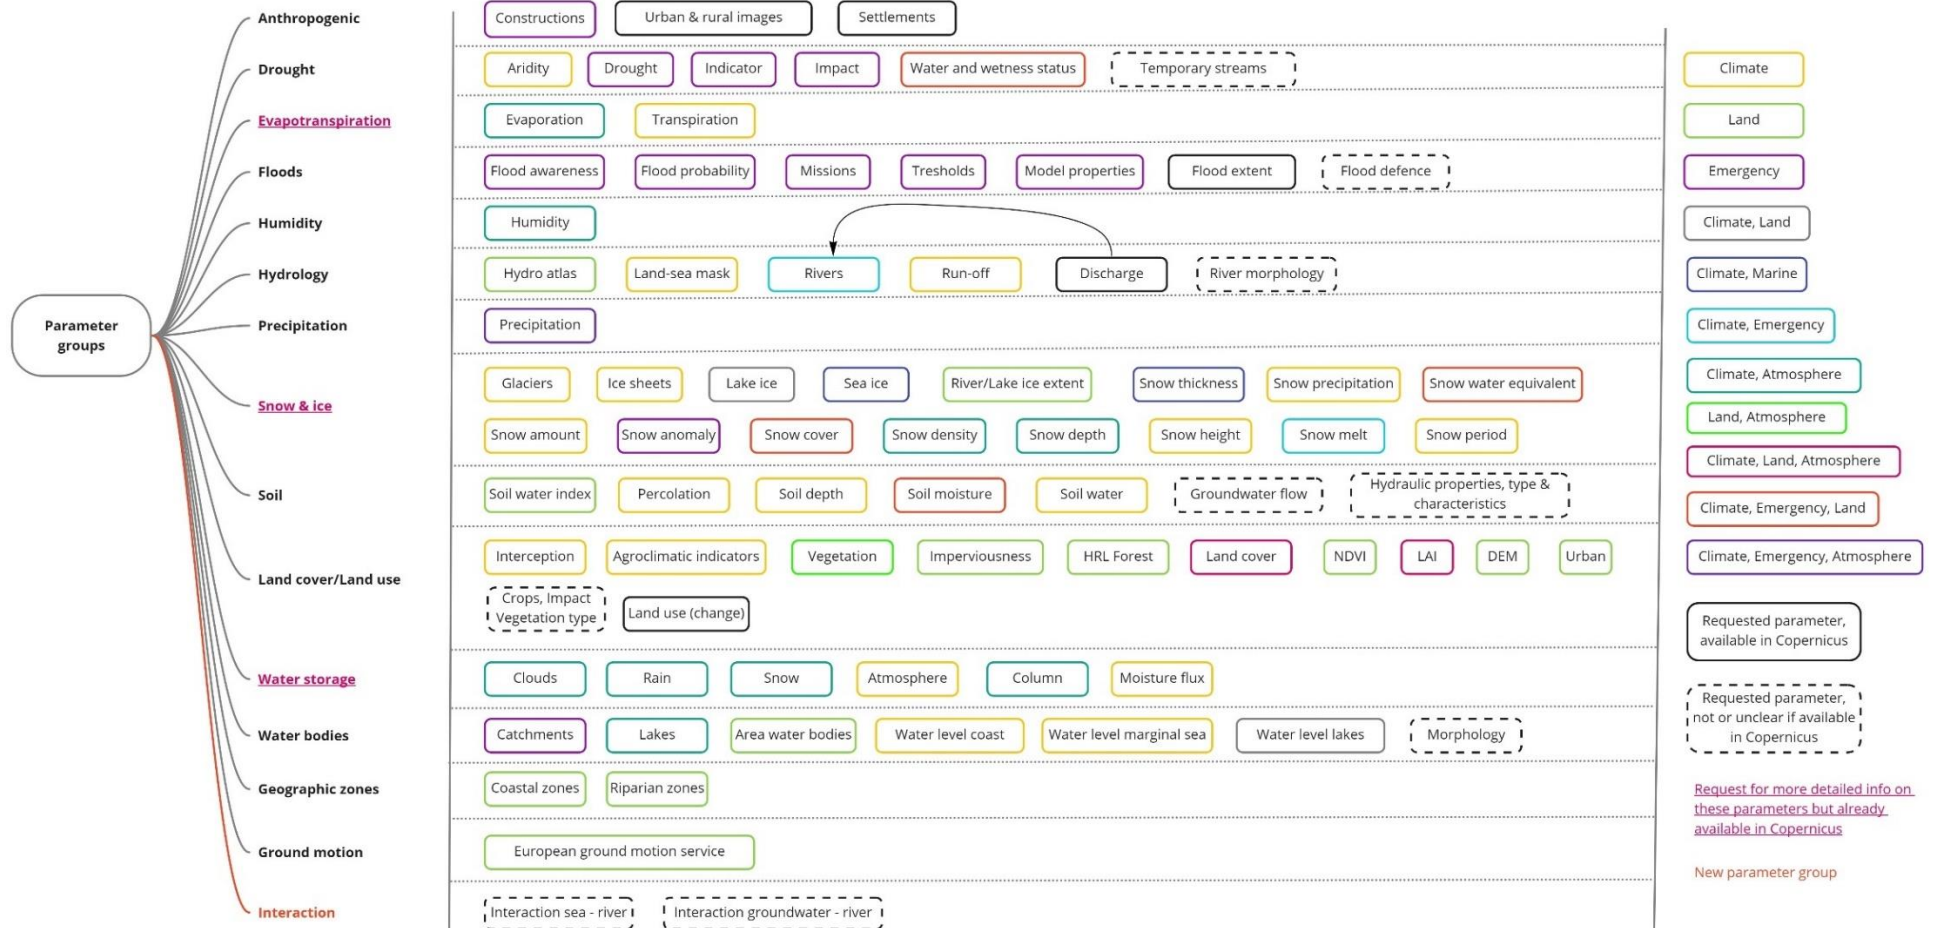 Parameter
groups
Anthropogenic
Constructions
Urban & rural images
Settlements
Drought
Aridity
Drought
Indicator
Impact
Water and wetness status
Temporary streams
Evapotranspiration
Evaporation
Transpiration
Floods
Flood awareness
Flood probability
Missions
Tresholds
Model properties
Flood extent
Flood defence
Humidity
Humidity
Hydrology
Hydro atlas
Land-sea mask
Rivers
Run-off
Discharge
River morphology
Precipitation
Precipitation
Snow & ice
Glaciers
Ice sheets
Lake ice
Sea ice
River/Lake ice extent
Snow thickness
Snow precipitation
Snow water equivalent
Snow amount
Snow anomaly
Snow cover
Snow density
Snow depth
Snow height
Snow melt
Snow period
Soil
Soil water index
Percolation
Soil depth
Soil moisture
Soil water
Groundwater flow
Hydraulic properties, type &
characteristics
Land cover/Land use
Interception
Agroclimatic indicators
Vegetation
Imperviousness
HRL Forest
Land cover
NDVI
LAI
DEM
Urban
Crops, Impact
Vegetation type
Land use (change)
Water storage
Clouds
Rain
Snow
Atmosphere
Column
Moisture flux
Water bodies
Catchments
Lakes
Area water bodies
Water level coast
Water level marginal sea
Water level lakes
Morphology
Geographic zones
Coastal zones
Riparian zones
Ground motion
European ground motion service
Interaction
Interaction sea - river
Interaction groundwater - river
Climate
Land
Emergency
Climate, Land
Climate, Marine
Climate, Emergency
Climate, Atmosphere
Land, Atmosphere
Climate, Land, Atmosphere
Climate, Emergency, Land
Climate, Emergency, Atmosphere
Requested parameter,
available in Copernicus
Requested parameter,
not or unclear if available
in Copernicus
Request for more detailed info on
these parameters but already
available in Copernicus
New parameter group